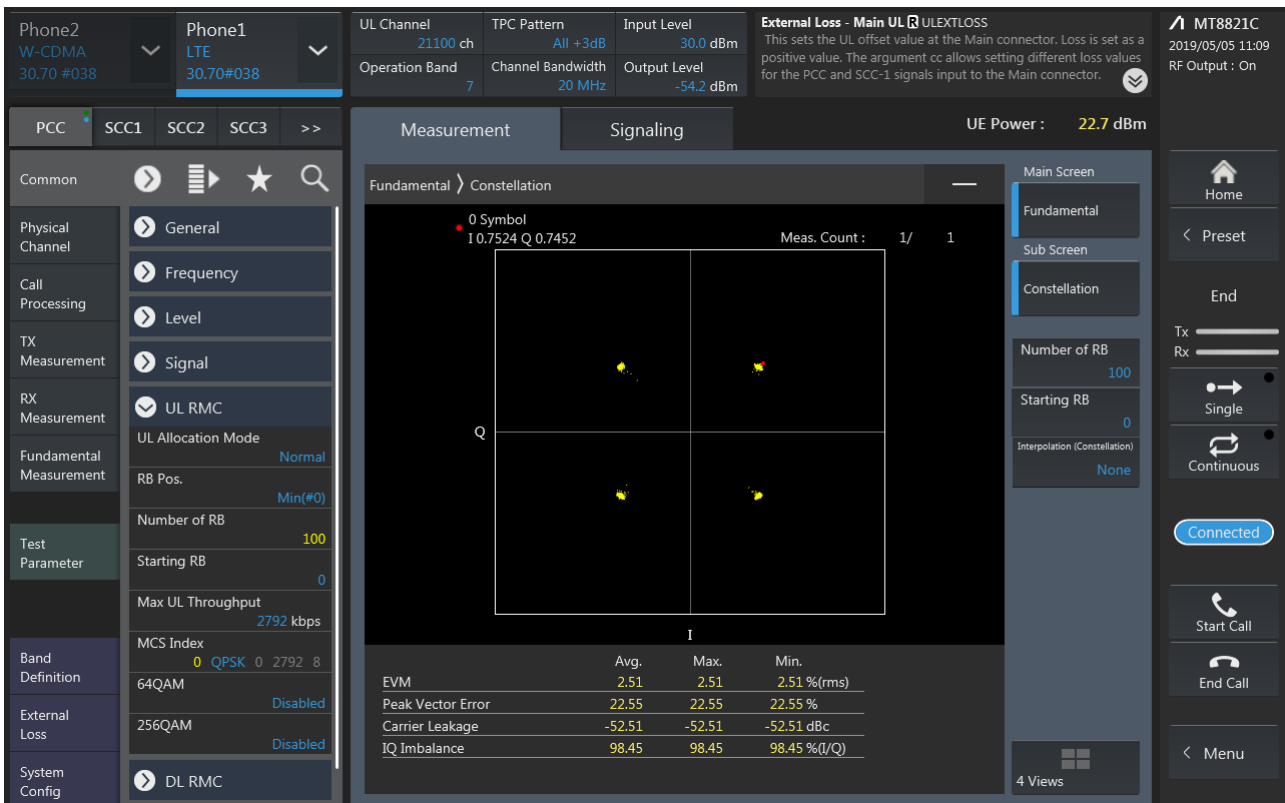 Phone2
W-CDMA
30.70 #038
Phone1
LTE
30.70#038
UL Channel
21100 ch
TPC Pattern
All +3dB
Input Level
30.0 dBm
Operation Band
7
Channel Bandwidth
20 MHz
Output Level
-54.2 dBm
External Loss - Main UL R ULEXTLOSS
This sets the UL offset value at the Main connector. Loss is set as a
positive value. The argument cc allows setting different loss values
for the PCC and SCC-1 signals input to the Main connector.
MT8821C
2019/05/05 11:09
RF Output : On
PCC SCC1 SCC2 SCC3 >>
Measurement
Signaling
UE Power : 22.7 dBm
Common
Physical
Channel
Call
Processing
TX
Measurement
RX
Measurement
Fundamental
Measurement
Test
Parameter
Band
Definition
External
Loss
System
Config
General
Frequency
Level
Signal
UL RMC
UL Allocation Mode
Normal
RB Pos.
Min(#0)
Number of RB
100
Starting RB
0
Max UL Throughput
2792 kbps
MCS Index
0 QPSK 0 2792 8
64QAM
Disabled
256QAM
Disabled
DL RMC
Fundamental 〉 Constellation
0 Symbol
I 0.7524 Q 0.7452
Meas. Count : 1/ 1
Q
I
Avg. Max. Min.
EVM 2.51 2.51 2.51 %(rms)
Peak Vector Error 22.55 22.55 22.55 %
Carrier Leakage -52.51 -52.51 -52.51 dBc
IQ Imbalance 98.45 98.45 98.45 %(I/Q)
Main Screen
Fundamental
Sub Screen
Constellation
Number of RB
100
Starting RB
0
Interpolation (Constellation)
None
4 Views
Home
< Preset
End
Tx
Rx
Single
Continuous
Connected
Start Call
End Call
< Menu